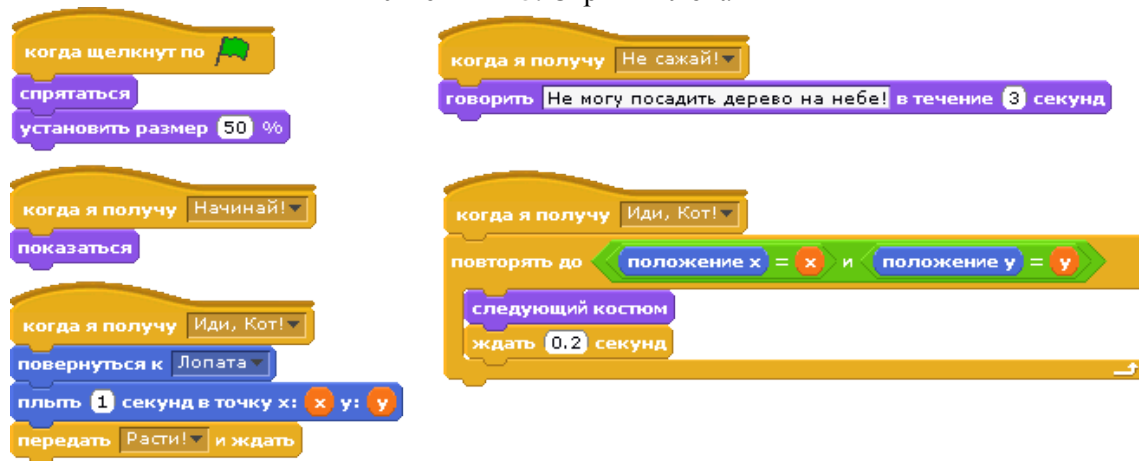 когда щелкнут по
спрятаться
установить размер 50 %
когда я получу Начинай!
показаться
когда я получу Иди, Кот!
повернуться к Лопата
плыть 1 секунд в точку x: x y: y
передать Расти! и ждать
когда я получу Не сажай!
говорить Не могу посадить дерево на небе! в течение 3 секунд
когда я получу Иди, Кот!
повторять до положение x = x и положение y = y
следующий костюм
ждать 0.2 секунд